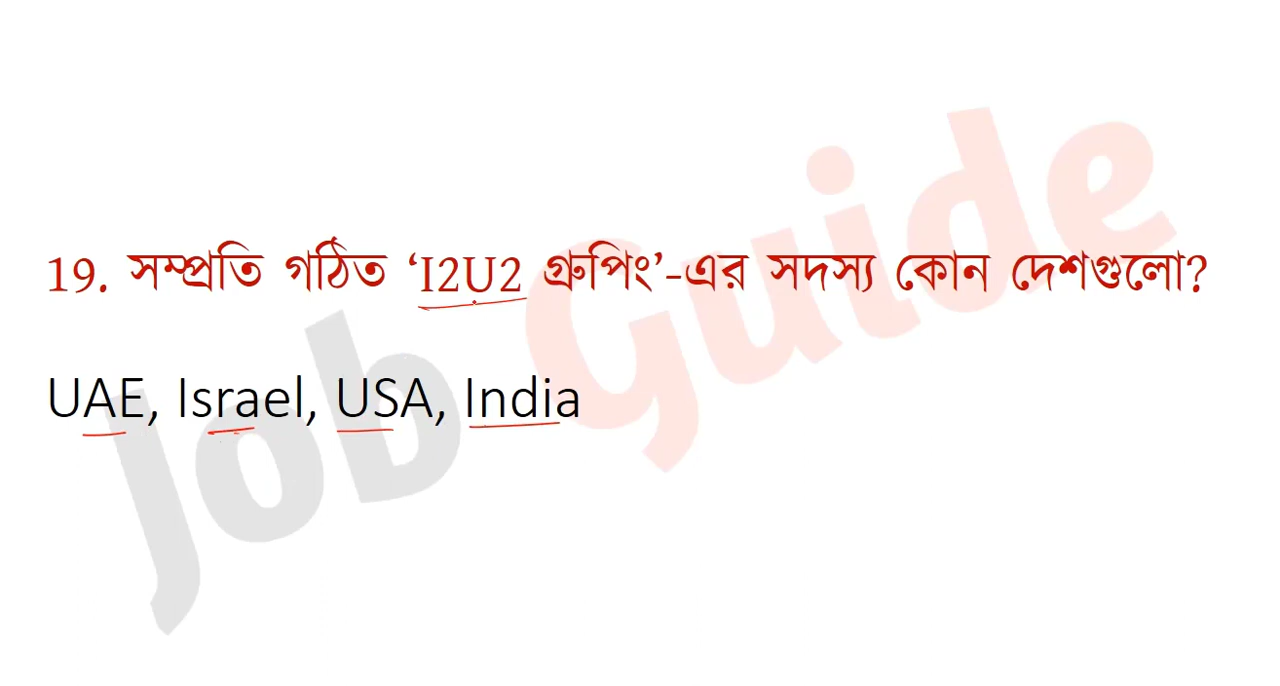 19. সম্প্রতি গঠিত ‘I2U2 গ্রুপিং’-এর সদস্য কোন দেশগুলো?
UAE, Israel, USA, India
Job Guide